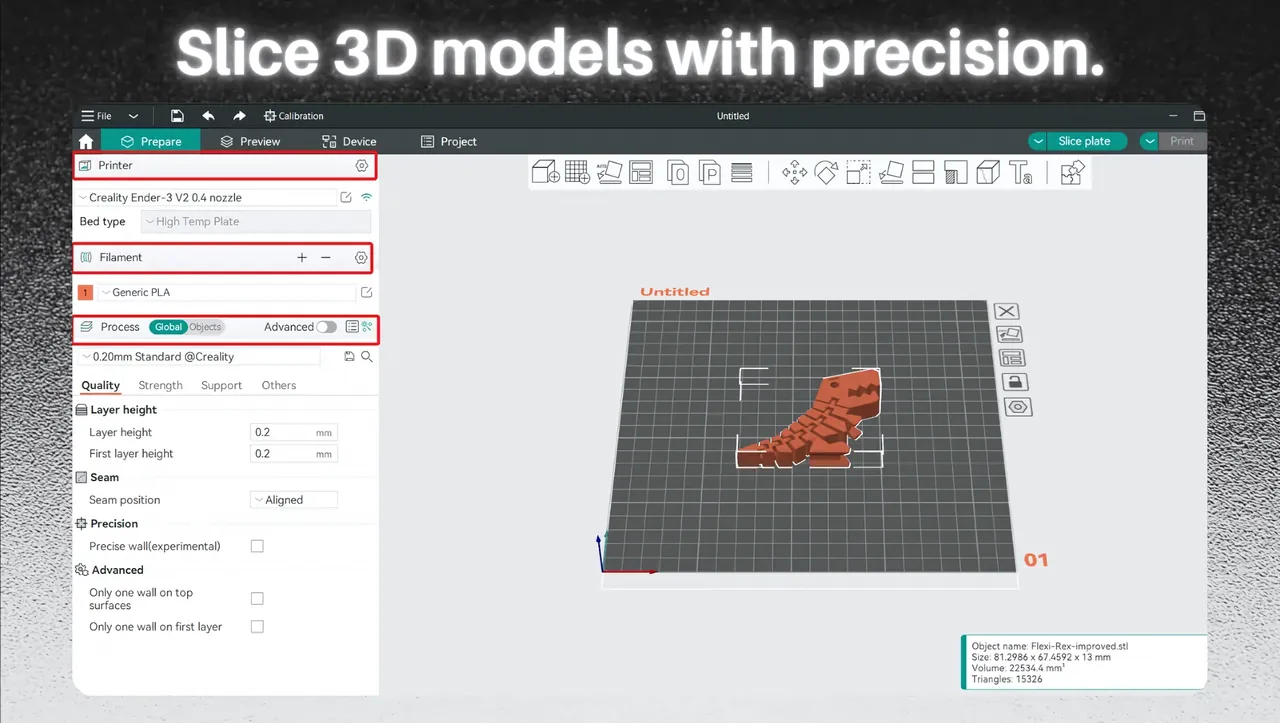 Slice 3D models with precision.
File
Calibration
Untitled
Prepare
Preview
Device
Project
Slice plate
Print
Printer
Creality Ender-3 V2 0.4 nozzle
Bed type
High Temp Plate
Filament
1
Generic PLA
Process
Global
Objects
Advanced
0.20mm Standard @Creality
Quality
Strength
Support
Others
Layer height
Layer height
0.2 mm
First layer height
0.2 mm
Seam
Seam position
Aligned
Precision
Precise wall(experimental)
Advanced
Only one wall on top
surfaces
Only one wall on first layer
Untitled
01
Object name: Flexi-Rex-improved.stl
Size: 81.2986 x 67.4592 x 13 mm
Volume: 22534.4 mm³
Triangles: 15326